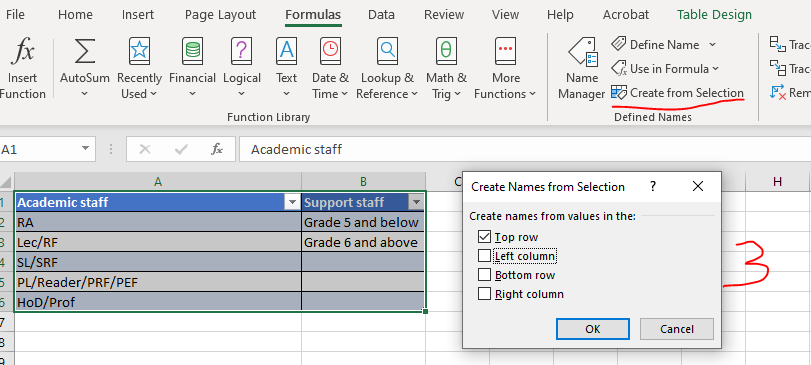 File Home Insert Page Layout Formulas Data Review View Help Acrobat Table Design
fx Insert Function
Σ AutoSum
Recently Used
Financial
Logical
Text
Date & Time
Lookup & Reference
Math & Trig
More Functions
Function Library
Name Manager
Define Name
Use in Formula
Create from Selection
Defined Names
Trac
Trace
Rem
A1 fx Academic staff
A B C H
1 Academic staff Support staff
2 RA Grade 5 and below
3 Lec/RF Grade 6 and above
4 SL/SRF
5 PL/Reader/PRF/PEF
6 HoD/Prof
7
8
9
Create Names from Selection ? ×
Create names from values in the:
Top row
Left column
Bottom row
Right column
OK Cancel
3